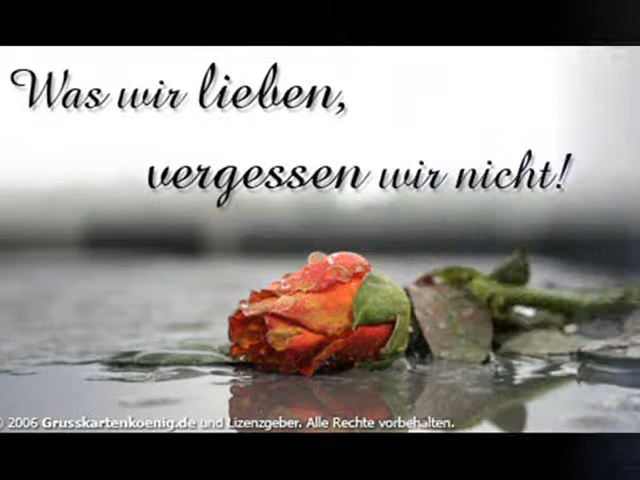 Was wir lieben,
vergessen wir nicht!
© 2006 Grusskartenkoenig.de und Lizenzgeber. Alle Rechte vorbehalten.